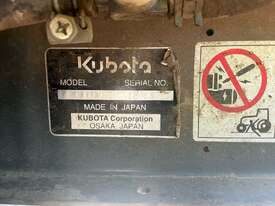 Kubota
MODEL SERIAL NO.
MADE IN JAPAN
KUBOTA Corporation
OSAKA JAPAN